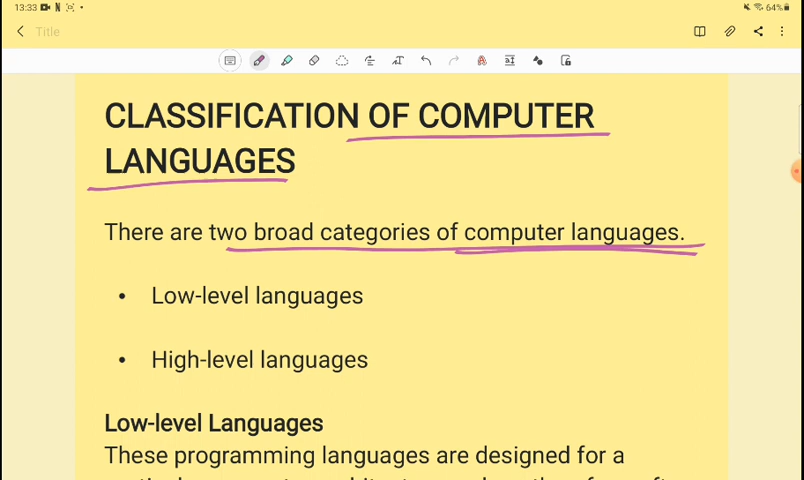 13:33
64%
Title
CLASSIFICATION OF COMPUTER
LANGUAGES
There are two broad categories of computer languages.
• Low-level languages
• High-level languages
Low-level Languages
These programming languages are designed for a